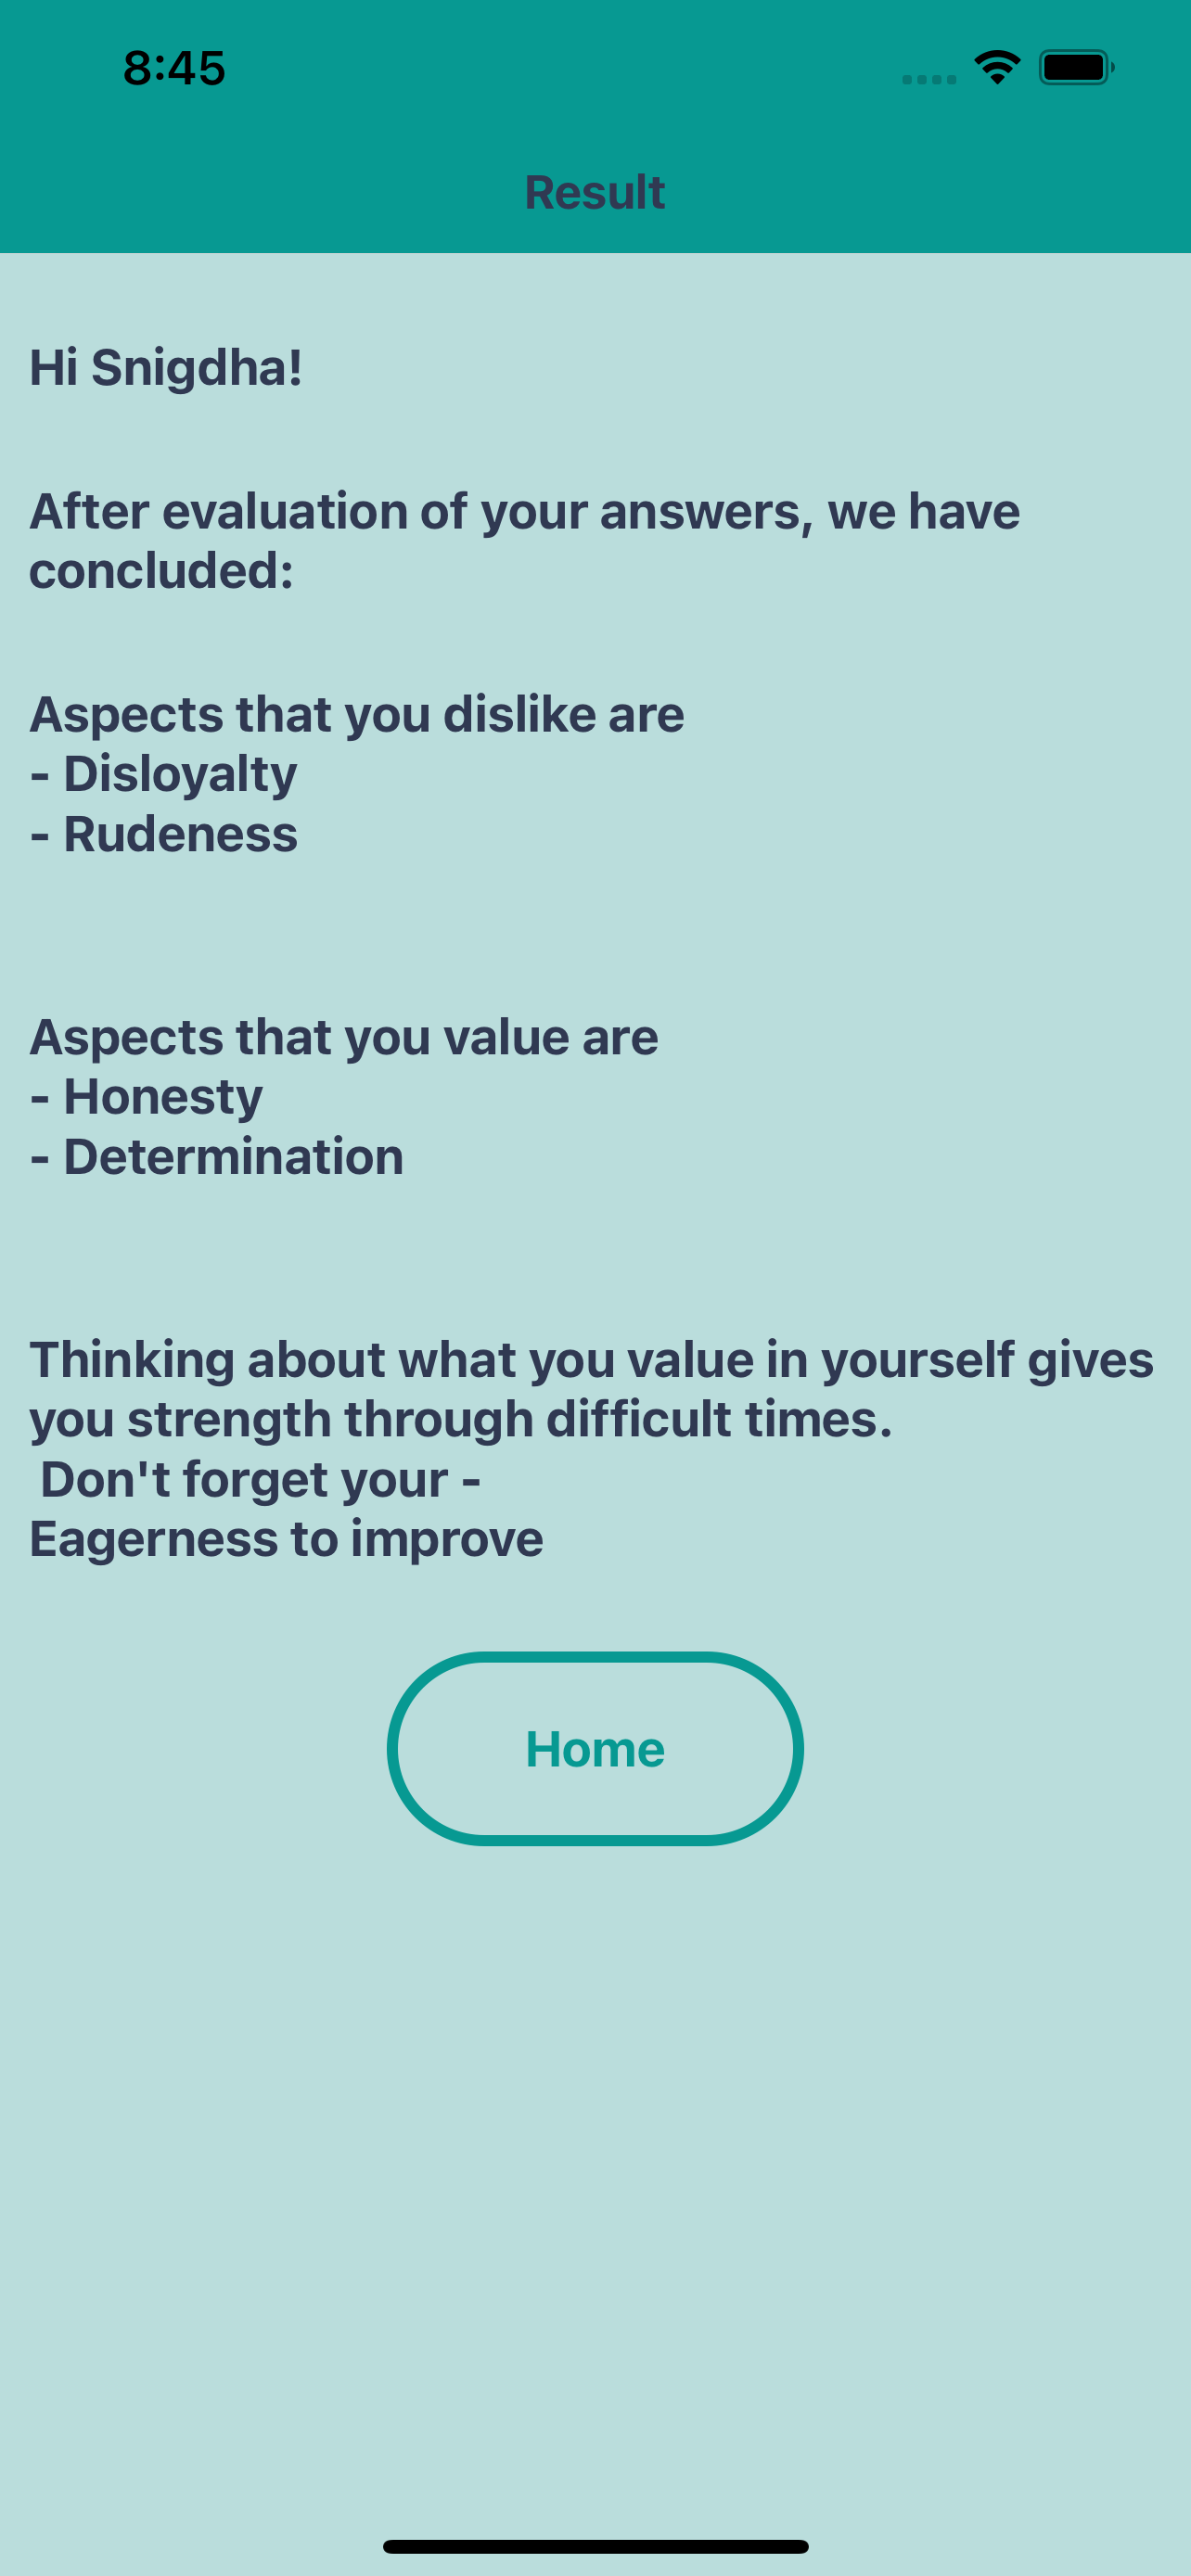 8:45
Result
Hi Snigdha!
After evaluation of your answers, we have
concluded:
Aspects that you dislike are
- Disloyalty
- Rudeness
Aspects that you value are
- Honesty
- Determination
Thinking about what you value in yourself gives
you strength through difficult times.
Don't forget your -
Eagerness to improve
Home